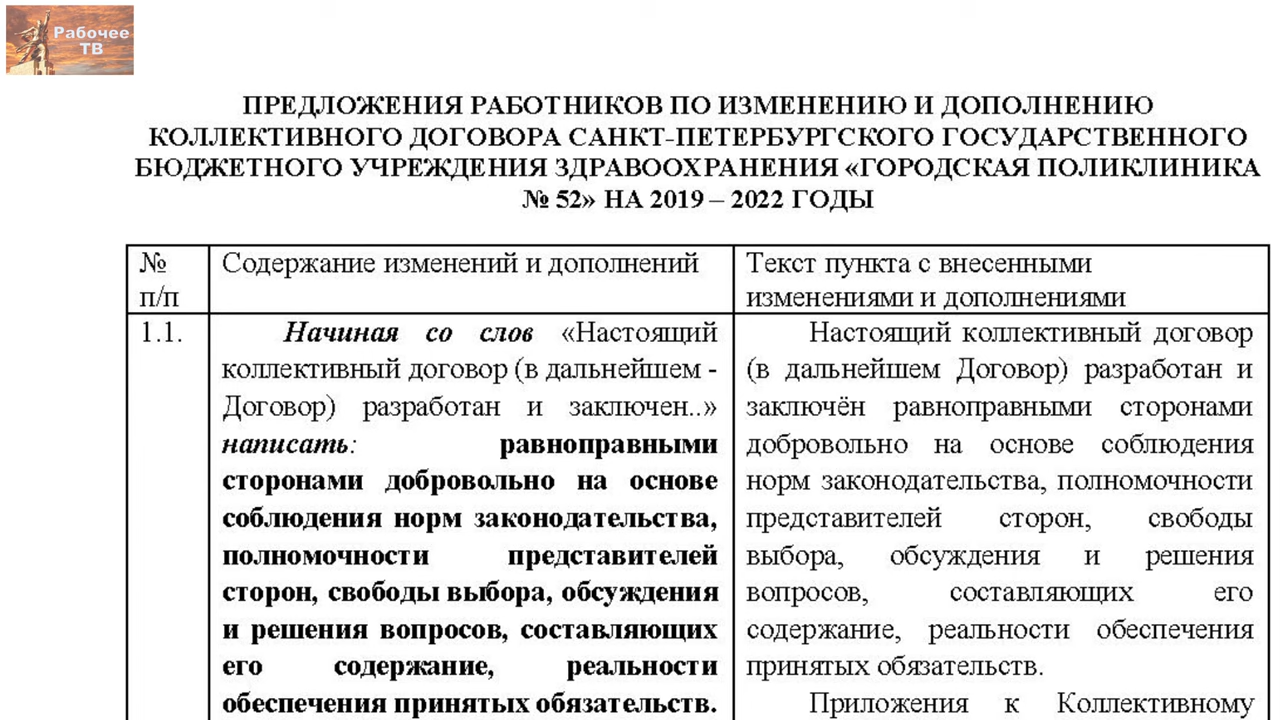 Рабочее
ТВ
ПРЕДЛОЖЕНИЯ РАБОТНИКОВ ПО ИЗМЕНЕНИЮ И ДОПОЛНЕНИЮ
КОЛЛЕКТИВНОГО ДОГОВОРА САНКТ-ПЕТЕРБУРГСКОГО ГОСУДАРСТВЕННОГО
БЮДЖЕТНОГО УЧРЕЖДЕНИЯ ЗДРАВООХРАНЕНИЯ «ГОРОДСКАЯ ПОЛИКЛИНИКА
№ 52» НА 2019 – 2022 ГОДЫ
№
п/п
Содержание изменений и дополнений
Текст пункта с внесенными
изменениями и дополнениями
1.1.
Начиная со слов «Настоящий
коллективный договор (в дальнейшем -
Договор) разработан и заключен..»
написать: равноправными
сторонами добровольно на основе
соблюдения норм законодательства,
полномочности представителей
сторон, свободы выбора, обсуждения
и решения вопросов, составляющих
его содержание, реальности
обеспечения принятых обязательств.
Настоящий коллективный договор
(в дальнейшем Договор) разработан и
заключён равноправными сторонами
добровольно на основе соблюдения
норм законодательства, полномочности
представителей сторон, свободы
выбора, обсуждения и решения
вопросов, составляющих его
содержание, реальности обеспечения
принятых обязательств.
Приложения к Коллективному